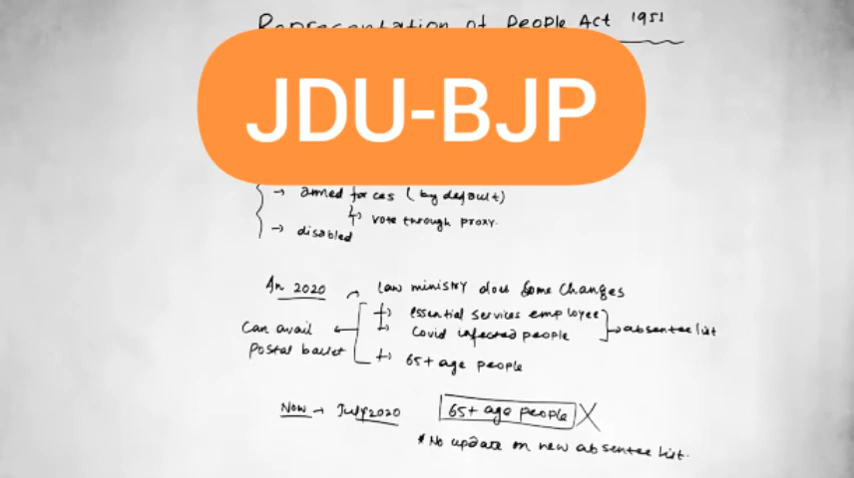 Representation of People Act 1951
JDU-BJP
→ armed forces (by default)
↳ vote through proxy.
→ disabled
In 2020
Law ministry does some changes
essential services employee
Covid infected people
→ absentee list
Can avail
Postal ballot
65+ age people
Now → July 2020
65+ age people X
* No update on new absentee list.